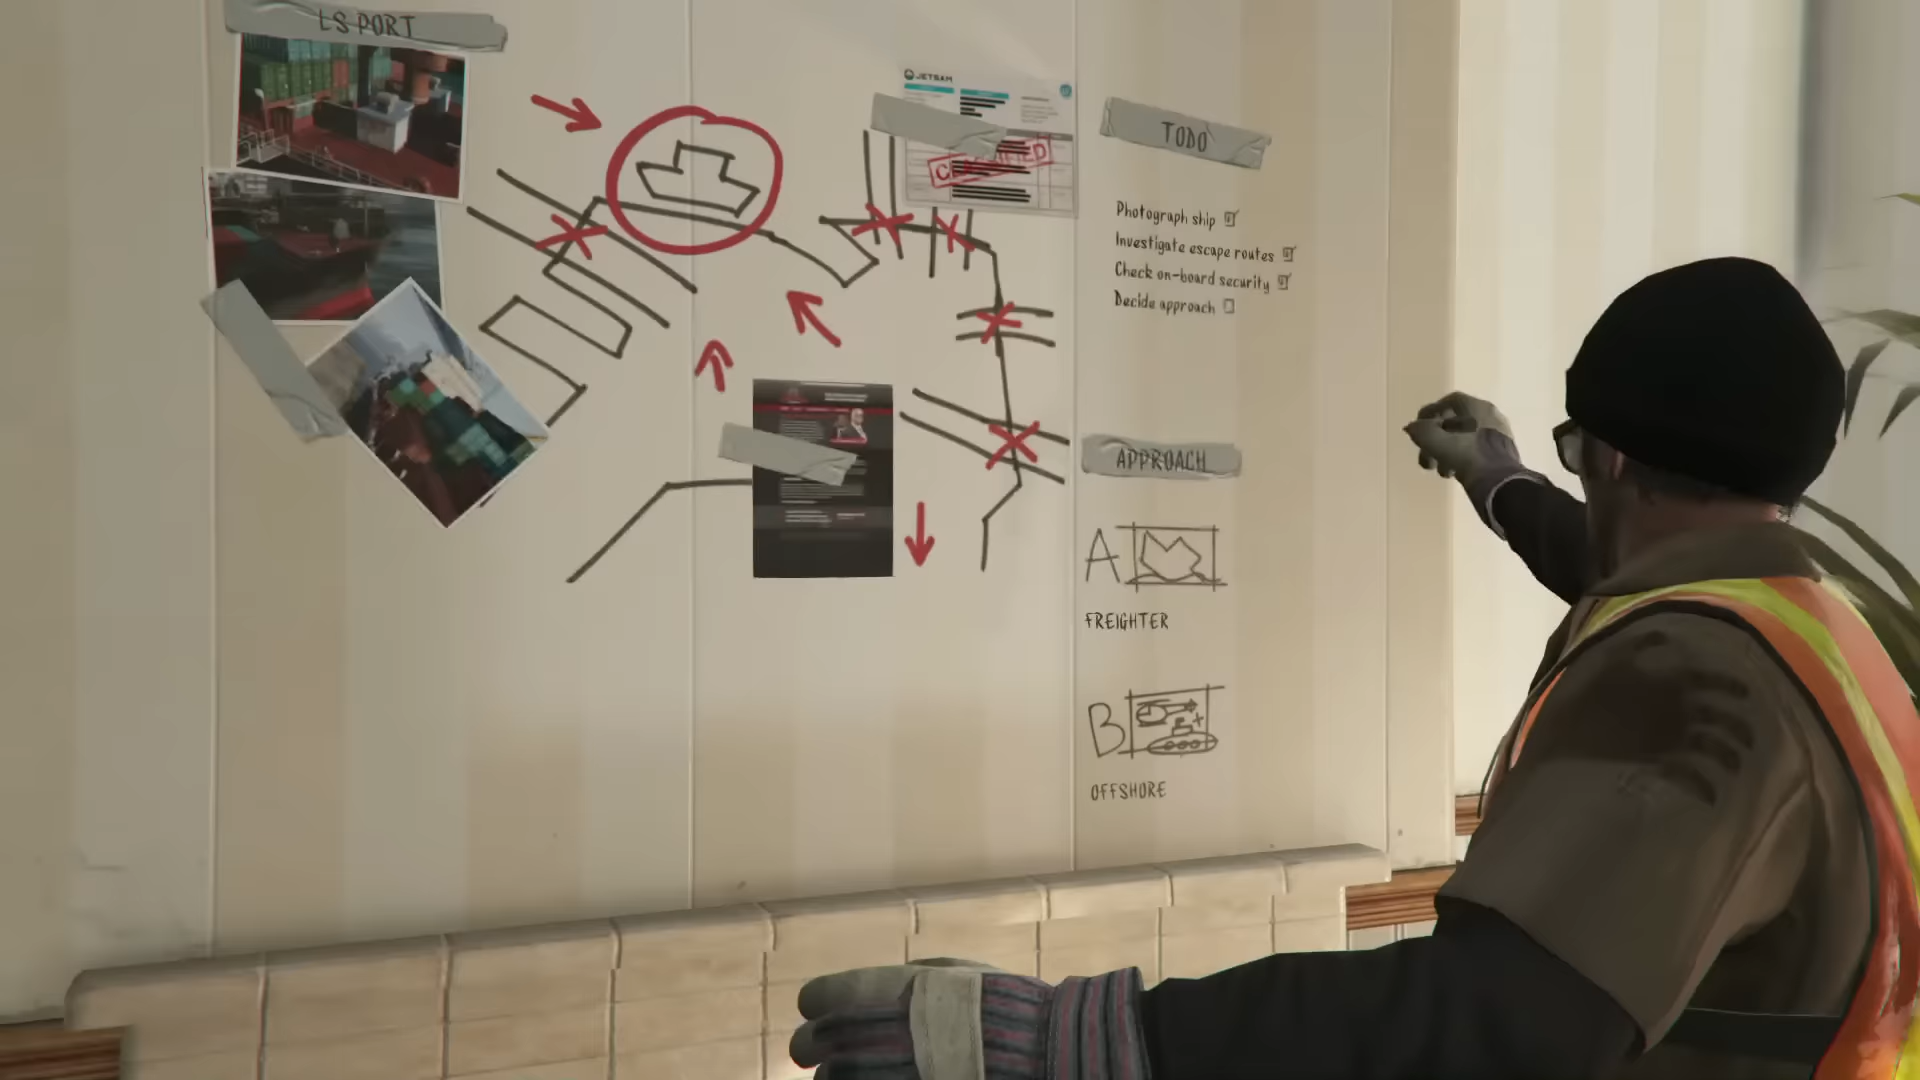 LS PORT
JETSAM
TODO
Photograph ship
Investigate escape routes
Check on-board security
Decide approach
APPROACH
A
FREIGHTER
B
OFFSHORE